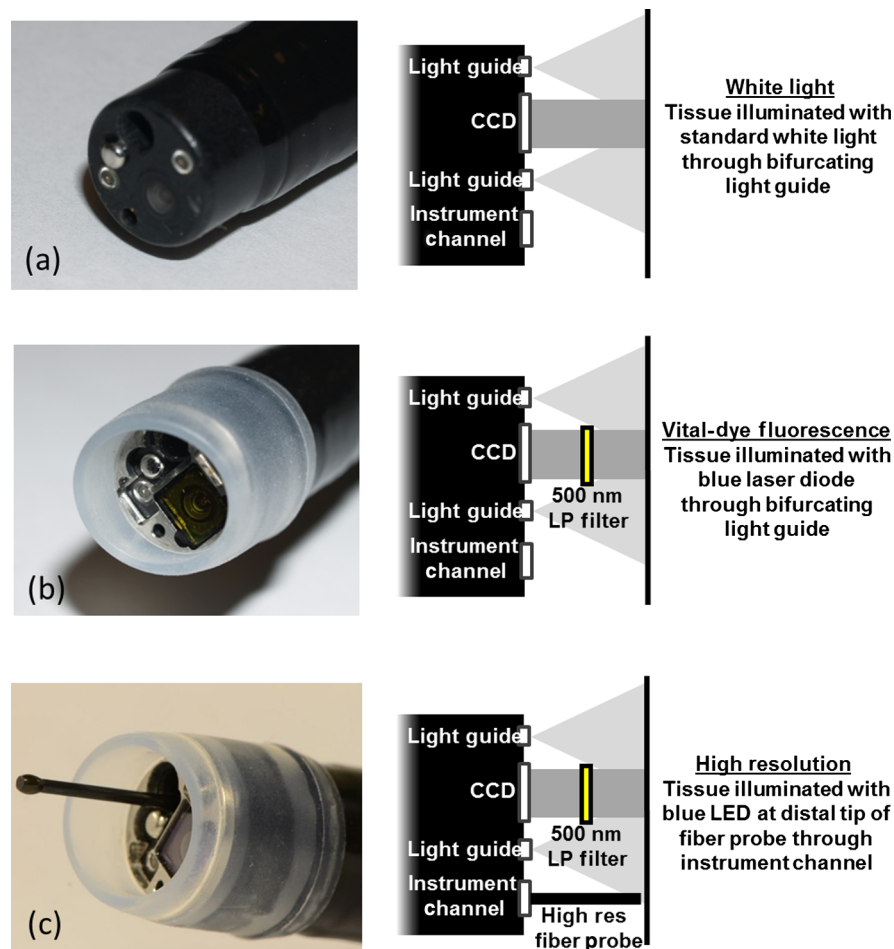 (a)
Light guide
CCD
Light guide
Instrument
channel
White light
Tissue illuminated with
standard white light
through bifurcating
light guide
(b)
Light guide
CCD
500 nm
LP filter
Light guide
Instrument
channel
Vital-dye fluorescence
Tissue illuminated with
blue laser diode
through bifurcating
light guide
(c)
Light guide
CCD
500 nm
LP filter
Light guide
Instrument
channel
High res
fiber probe
High resolution
Tissue illuminated with
blue LED at distal tip of
fiber probe through
instrument channel